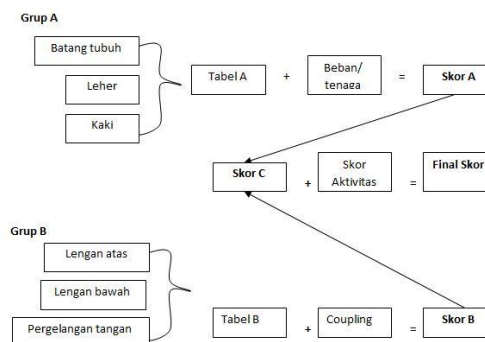 Grup A
Batang tubuh
Leher
Kaki
Tabel A
+
Beban/
tenaga
=
Skor A
Skor C
+
Skor
Aktivitas
=
Final Skor
Grup B
Lengan atas
Lengan bawah
Pergelangan tangan
Tabel B
+
Coupling
=
Skor B